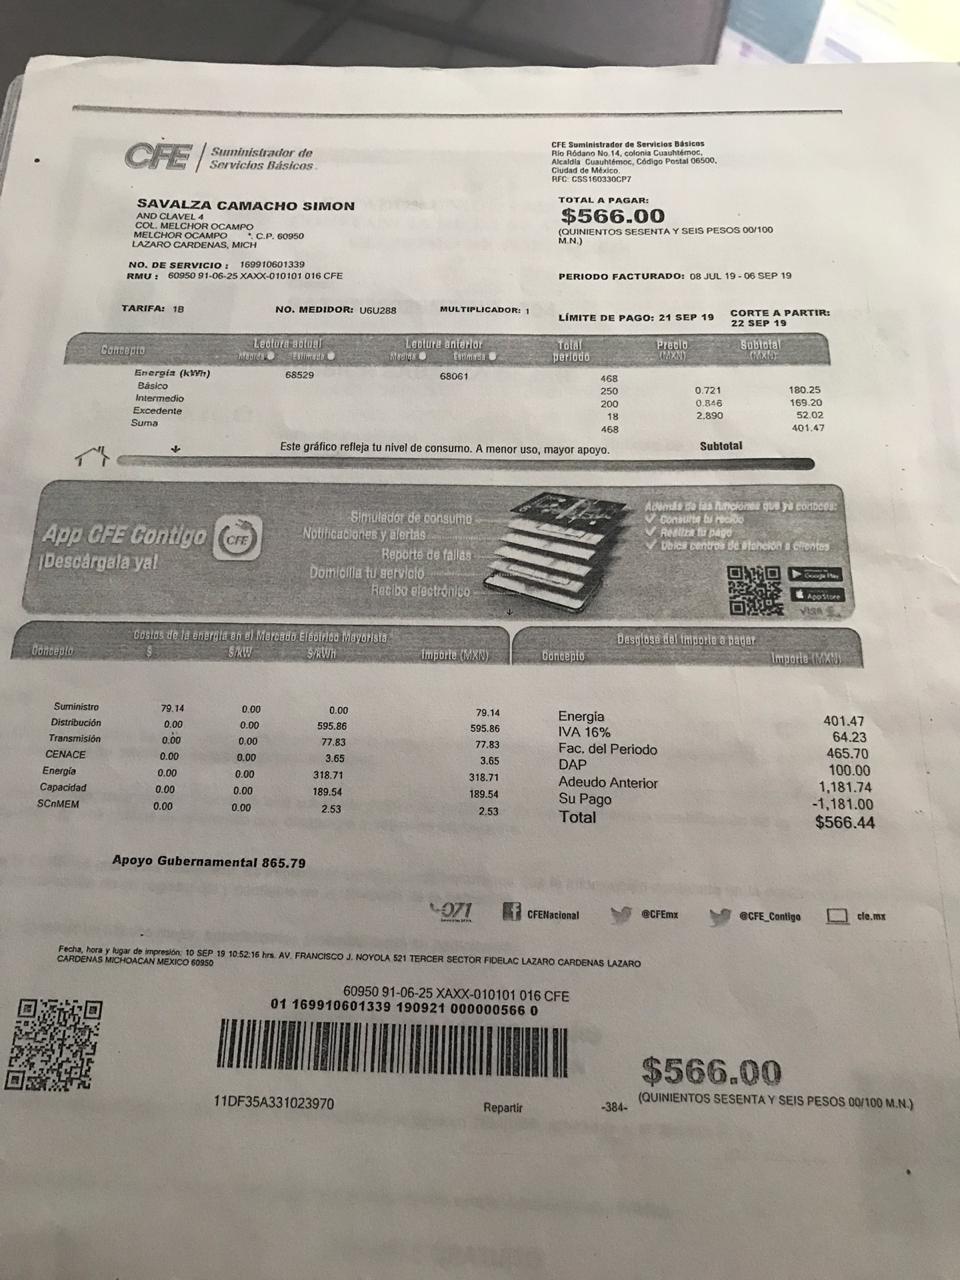 CFE Suministrador de
Servicios Básicos
CFE Suministrador de Servicios Básicos
Río Ródano No.14, colonia Cuauhtémoc,
Alcaldía Cuauhtémoc, Código Postal 06500,
Ciudad de México.
RFC: CSS160330CP7
SAVALZA CAMACHO SIMON
AND CLAVEL 4
COL. MELCHOR OCAMPO
MELCHOR OCAMPO *. C.P. 60950
LAZARO CARDENAS, MICH
TOTAL A PAGAR:
$566.00
(QUINIENTOS SESENTA Y SEIS PESOS 00/100
M.N.)
NO. DE SERVICIO : 169910601339
RMU : 60950 91-06-25 XAXX-010101 016 CFE
PERIODO FACTURADO: 08 JUL 19 - 06 SEP 19
TARIFA: 1B NO. MEDIDOR: U6U288 MULTIPLICADOR: 1
LÍMITE DE PAGO: 21 SEP 19 CORTE A PARTIR:
22 SEP 19
Concepto Lectura actual Lectura anterior Total Precio Subtotal
Medida Estimada Medida Estimada periodo (MXN) (MXN)
Energía (kWh) 68529 68061 468
Básico 250 0.721 180.25
Intermedio 200 0.846 169.20
Excedente 18 2.890 52.02
Suma 468 401.47
Este gráfico refleja tu nivel de consumo. A menor uso, mayor apoyo. Subtotal
App CFE Contigo CFE
¡Descárgala ya!
Simulador de consumo
Notificaciones y alertas
Reporte de fallas
Domicilia tu servicio
Recibo electrónico
Además de las funciones que ya conoces:
Consulta tu recibo
Realiza tu pago
Ubica centros de atención a clientes
Google Play
App Store
Costos de la energía en el Mercado Eléctrico Mayorista
Concepto $ $/kW $/kWh Importe (MXN)
Suministro 79.14 0.00 0.00 79.14
Distribución 0.00 0.00 595.86 595.86
Transmisión 0.00 0.00 77.83 77.83
CENACE 0.00 0.00 3.65 3.65
Energía 0.00 0.00 318.71 318.71
Capacidad 0.00 0.00 189.54 189.54
SCnMEM 0.00 0.00 2.53 2.53
Desglose del importe a pagar
Concepto Importe (MXN)
Energía 401.47
IVA 16% 64.23
Fac. del Periodo 465.70
DAP 100.00
Adeudo Anterior 1,181.74
Su Pago -1,181.00
Total $566.44
Apoyo Gubernamental 865.79
071 CFENacional @CFEmx @CFE_Contigo cfe.mx
Fecha, hora y lugar de impresión: 10 SEP 19 10:52:16 hrs. AV. FRANCISCO J. NOYOLA 521 TERCER SECTOR FIDELAC LAZARO CARDENAS LAZARO
CARDENAS MICHOACAN MEXICO 60950
60950 91-06-25 XAXX-010101 016 CFE
01 169910601339 190921 000000566 0
$566.00
(QUINIENTOS SESENTA Y SEIS PESOS 00/100 M.N.)
11DF35A331023970 Repartir -384-